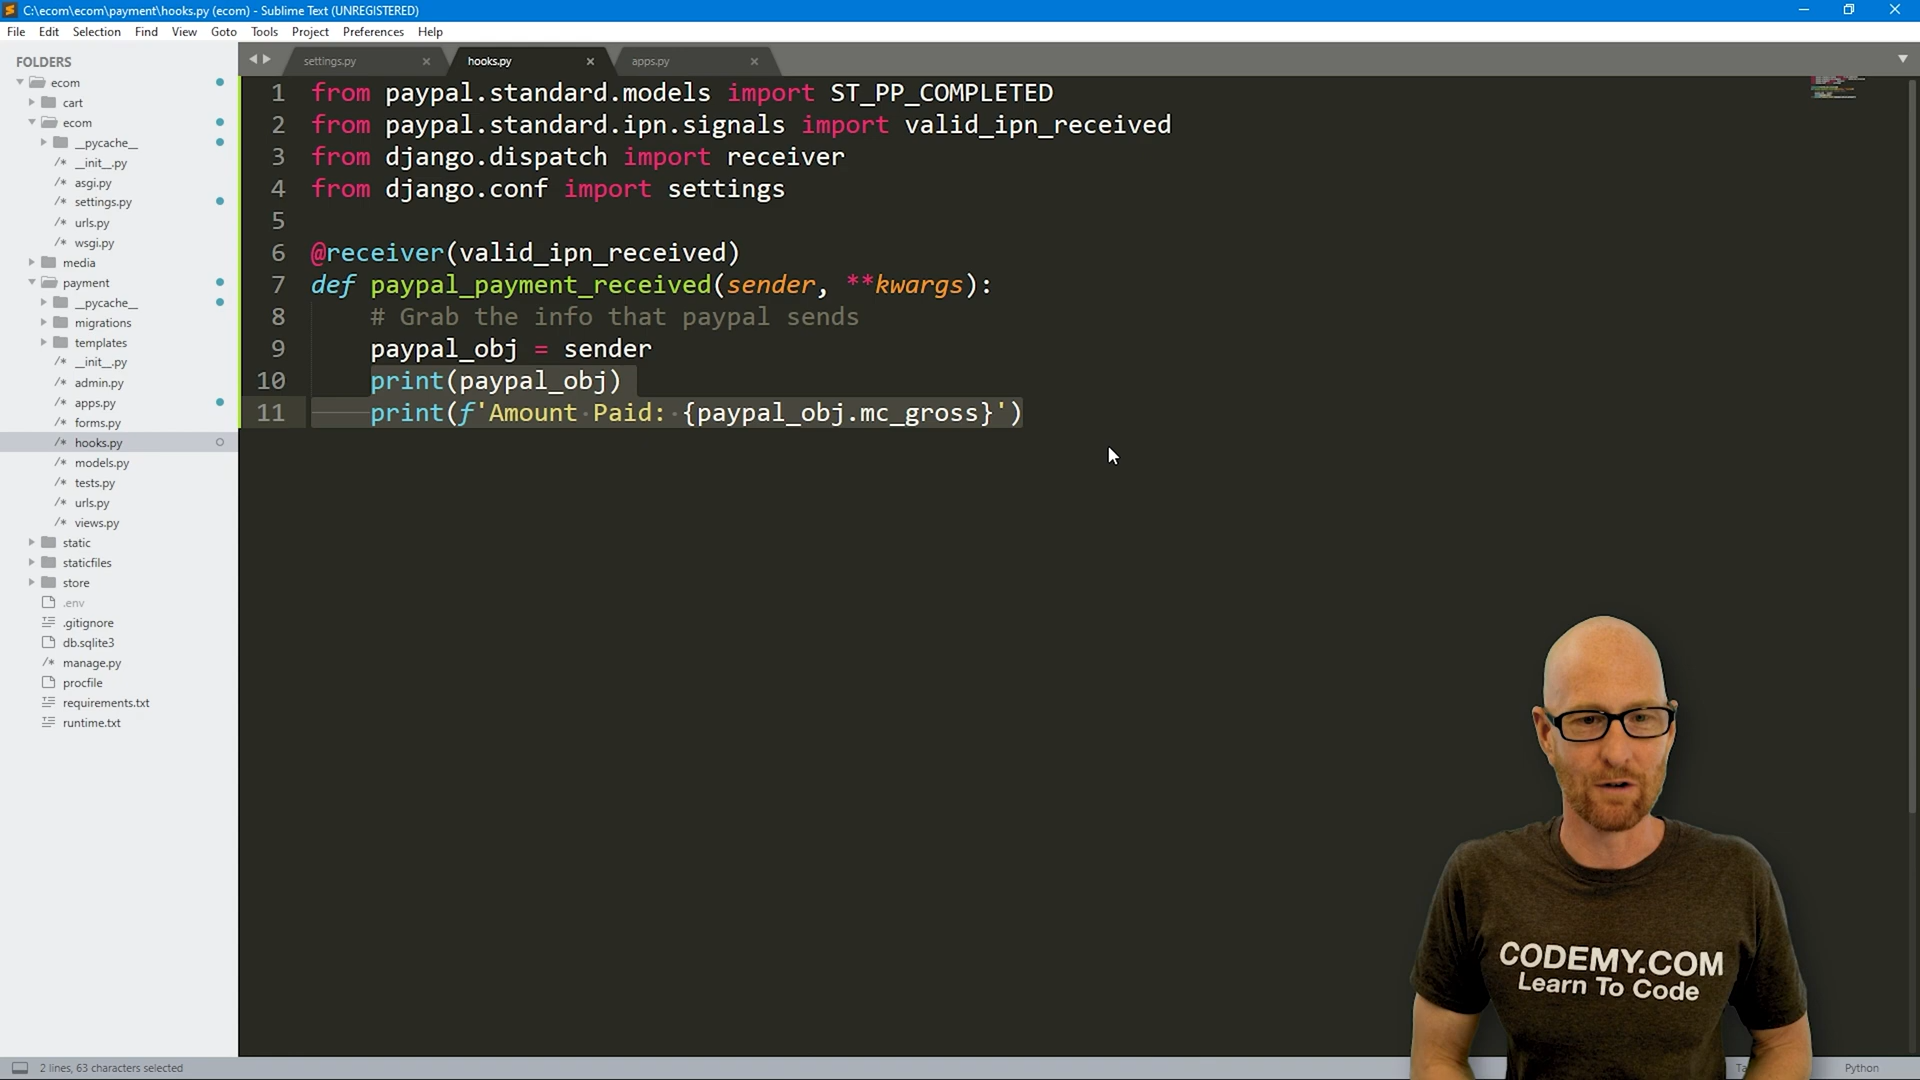 C:\ecom\ecom\payment\hooks.py (ecom) - Sublime Text (UNREGISTERED)
File Edit Selection Find View Goto Tools Project Preferences Help
FOLDERS
ecom
cart
ecom
__pycache__
__init__.py
asgi.py
settings.py
urls.py
wsgi.py
media
payment
__pycache__
migrations
templates
__init__.py
admin.py
apps.py
forms.py
hooks.py
models.py
tests.py
urls.py
views.py
static
staticfiles
store
.env
.gitignore
db.sqlite3
manage.py
procfile
requirements.txt
runtime.txt
settings.py hooks.py apps.py
1 from paypal.standard.models import ST_PP_COMPLETED
2 from paypal.standard.ipn.signals import valid_ipn_received
3 from django.dispatch import receiver
4 from django.conf import settings
5
6 @receiver(valid_ipn_received)
7 def paypal_payment_received(sender, **kwargs):
8 # Grab the info that paypal sends
9 paypal_obj = sender
10 print(paypal_obj)
11 print(f'Amount Paid: {paypal_obj.mc_gross}')
CODEMY.COM
Learn To Code
2 lines, 63 characters selected
Python